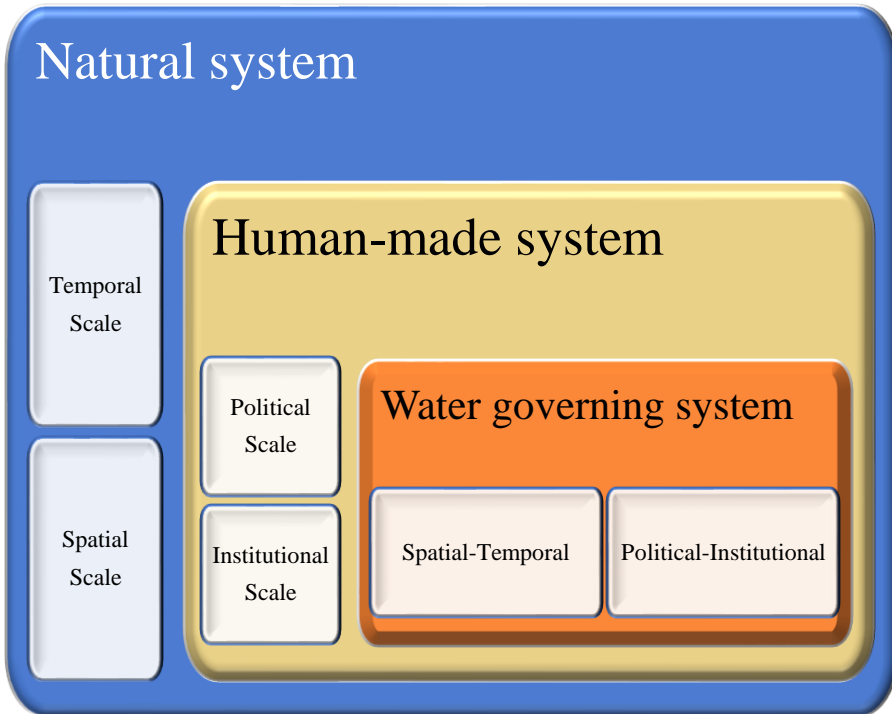 Natural system
Temporal
Scale
Spatial
Scale
Human-made system
Political
Scale
Institutional
Scale
Water governing system
Spatial-Temporal
Political-Institutional